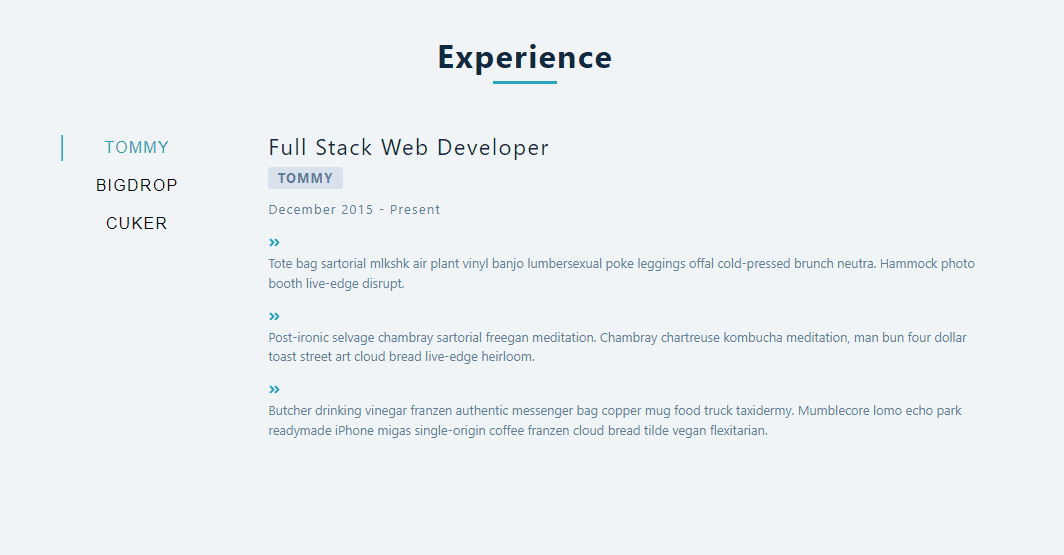 Experience
TOMMY
BIGDROP
CUKER
Full Stack Web Developer
TOMMY
December 2015 - Present
Tote bag sartorial mlkshk air plant vinyl banjo lumbersexual poke leggings offal cold-pressed brunch neutra. Hammock photo
booth live-edge disrupt.
Post-ironic selvage chambray sartorial freegan meditation. Chambray chartreuse kombucha meditation, man bun four dollar
toast street art cloud bread live-edge heirloom.
Butcher drinking vinegar franzen authentic messenger bag copper mug food truck taxidermy. Mumblecore lomo echo park
readymade iPhone migas single-origin coffee franzen cloud bread tilde vegan flexitarian.